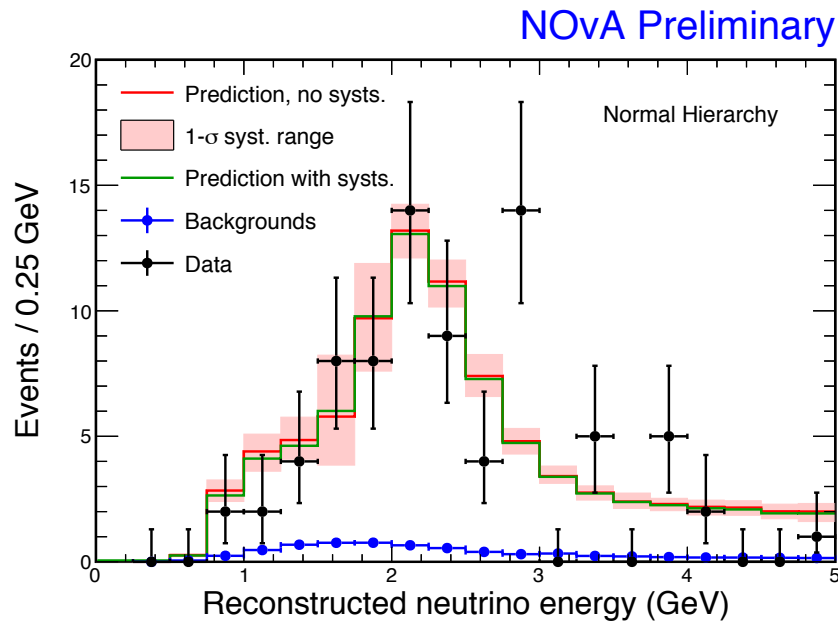 NOvA Preliminary
20
15
10
5
0
Events / 0.25 GeV
Prediction, no systs.
1-σ syst. range
Prediction with systs.
Backgrounds
Data
Normal Hierarchy
0 1 2 3 4 5
Reconstructed neutrino energy (GeV)